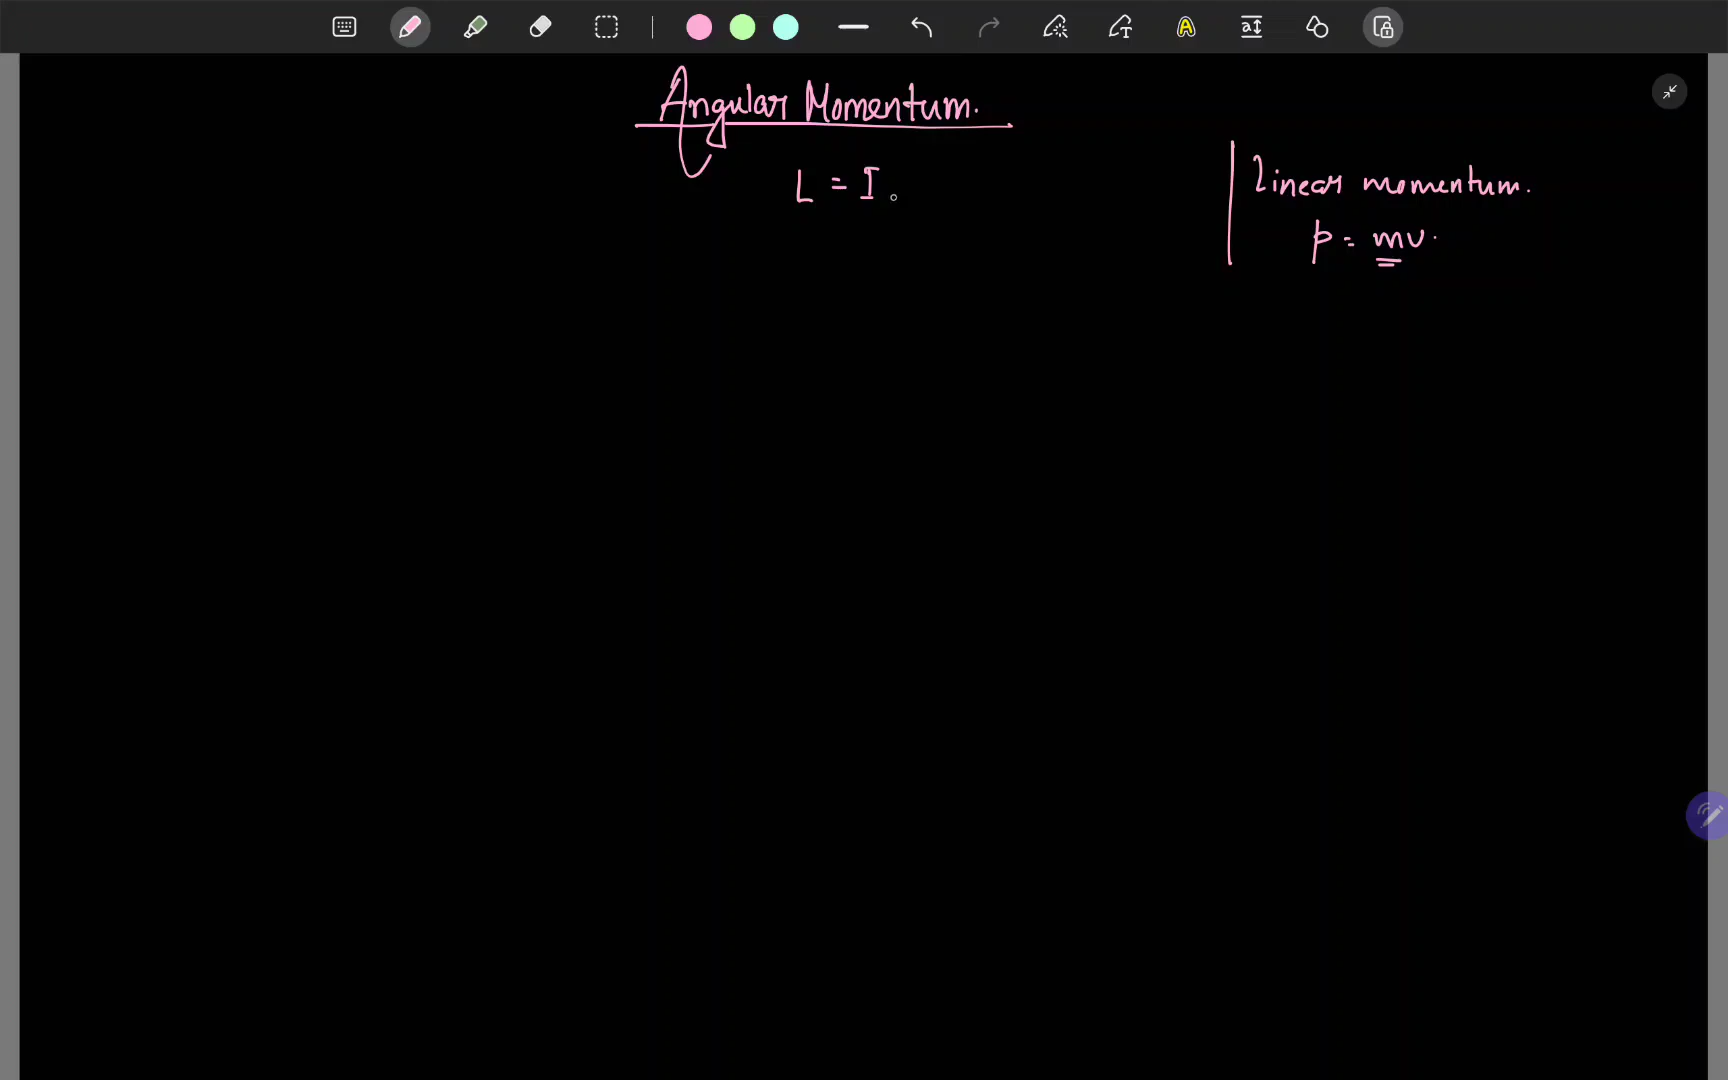 Angular Momentum.
L = I
Linear momentum.
p = mv.